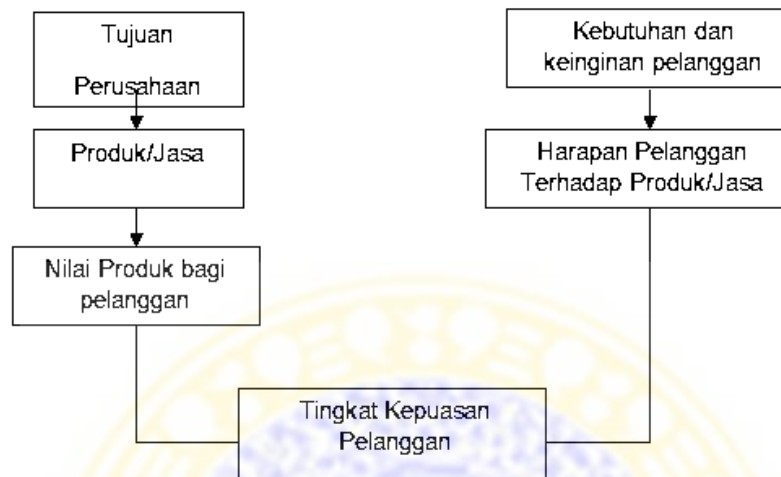 Tujuan
Perusahaan
Produk/Jasa
Nilai Produk bagi
pelanggan
Kebutuhan dan
keinginan pelanggan
Harapan Pelanggan
Terhadap Produk/Jasa
Tingkat Kepuasan
Pelanggan